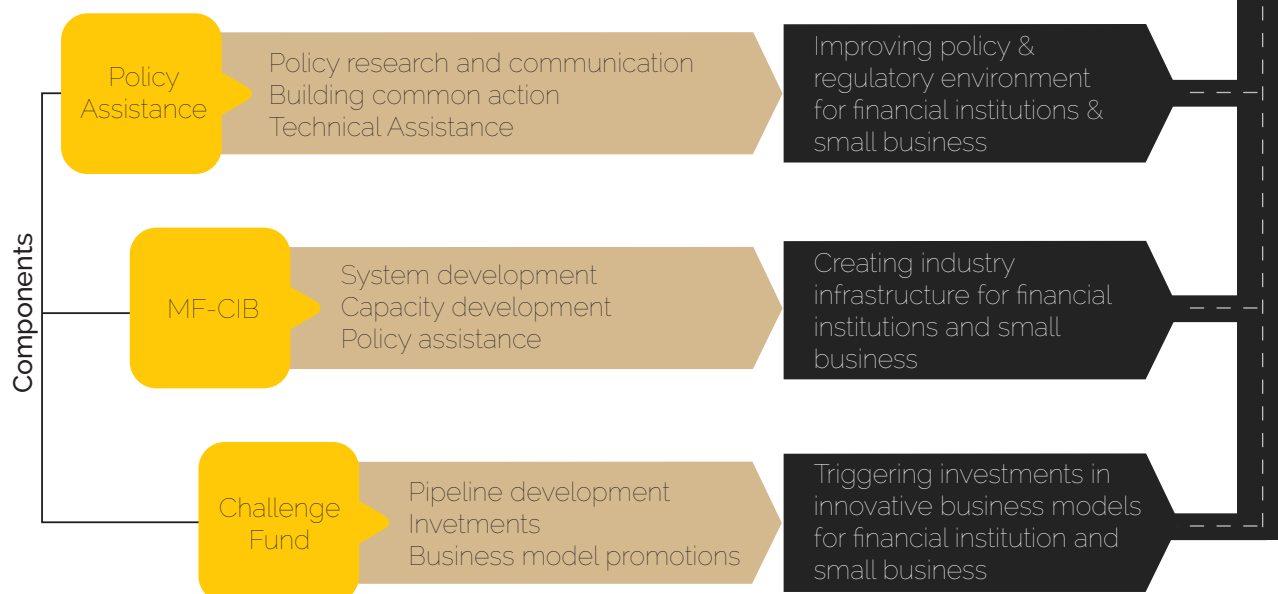 Components
Policy
Assistance
Policy research and communication
Building common action
Technical Assistance
Improving policy &
regulatory environment
for financial institutions &
small business
MF-CIB
System development
Capacity development
Policy assistance
Creating industry
infrastructure for financial
institutions and small
business
Challenge
Fund
Pipeline development
Invetments
Business model promotions
Triggering investments in
innovative business models
for financial institution and
small business